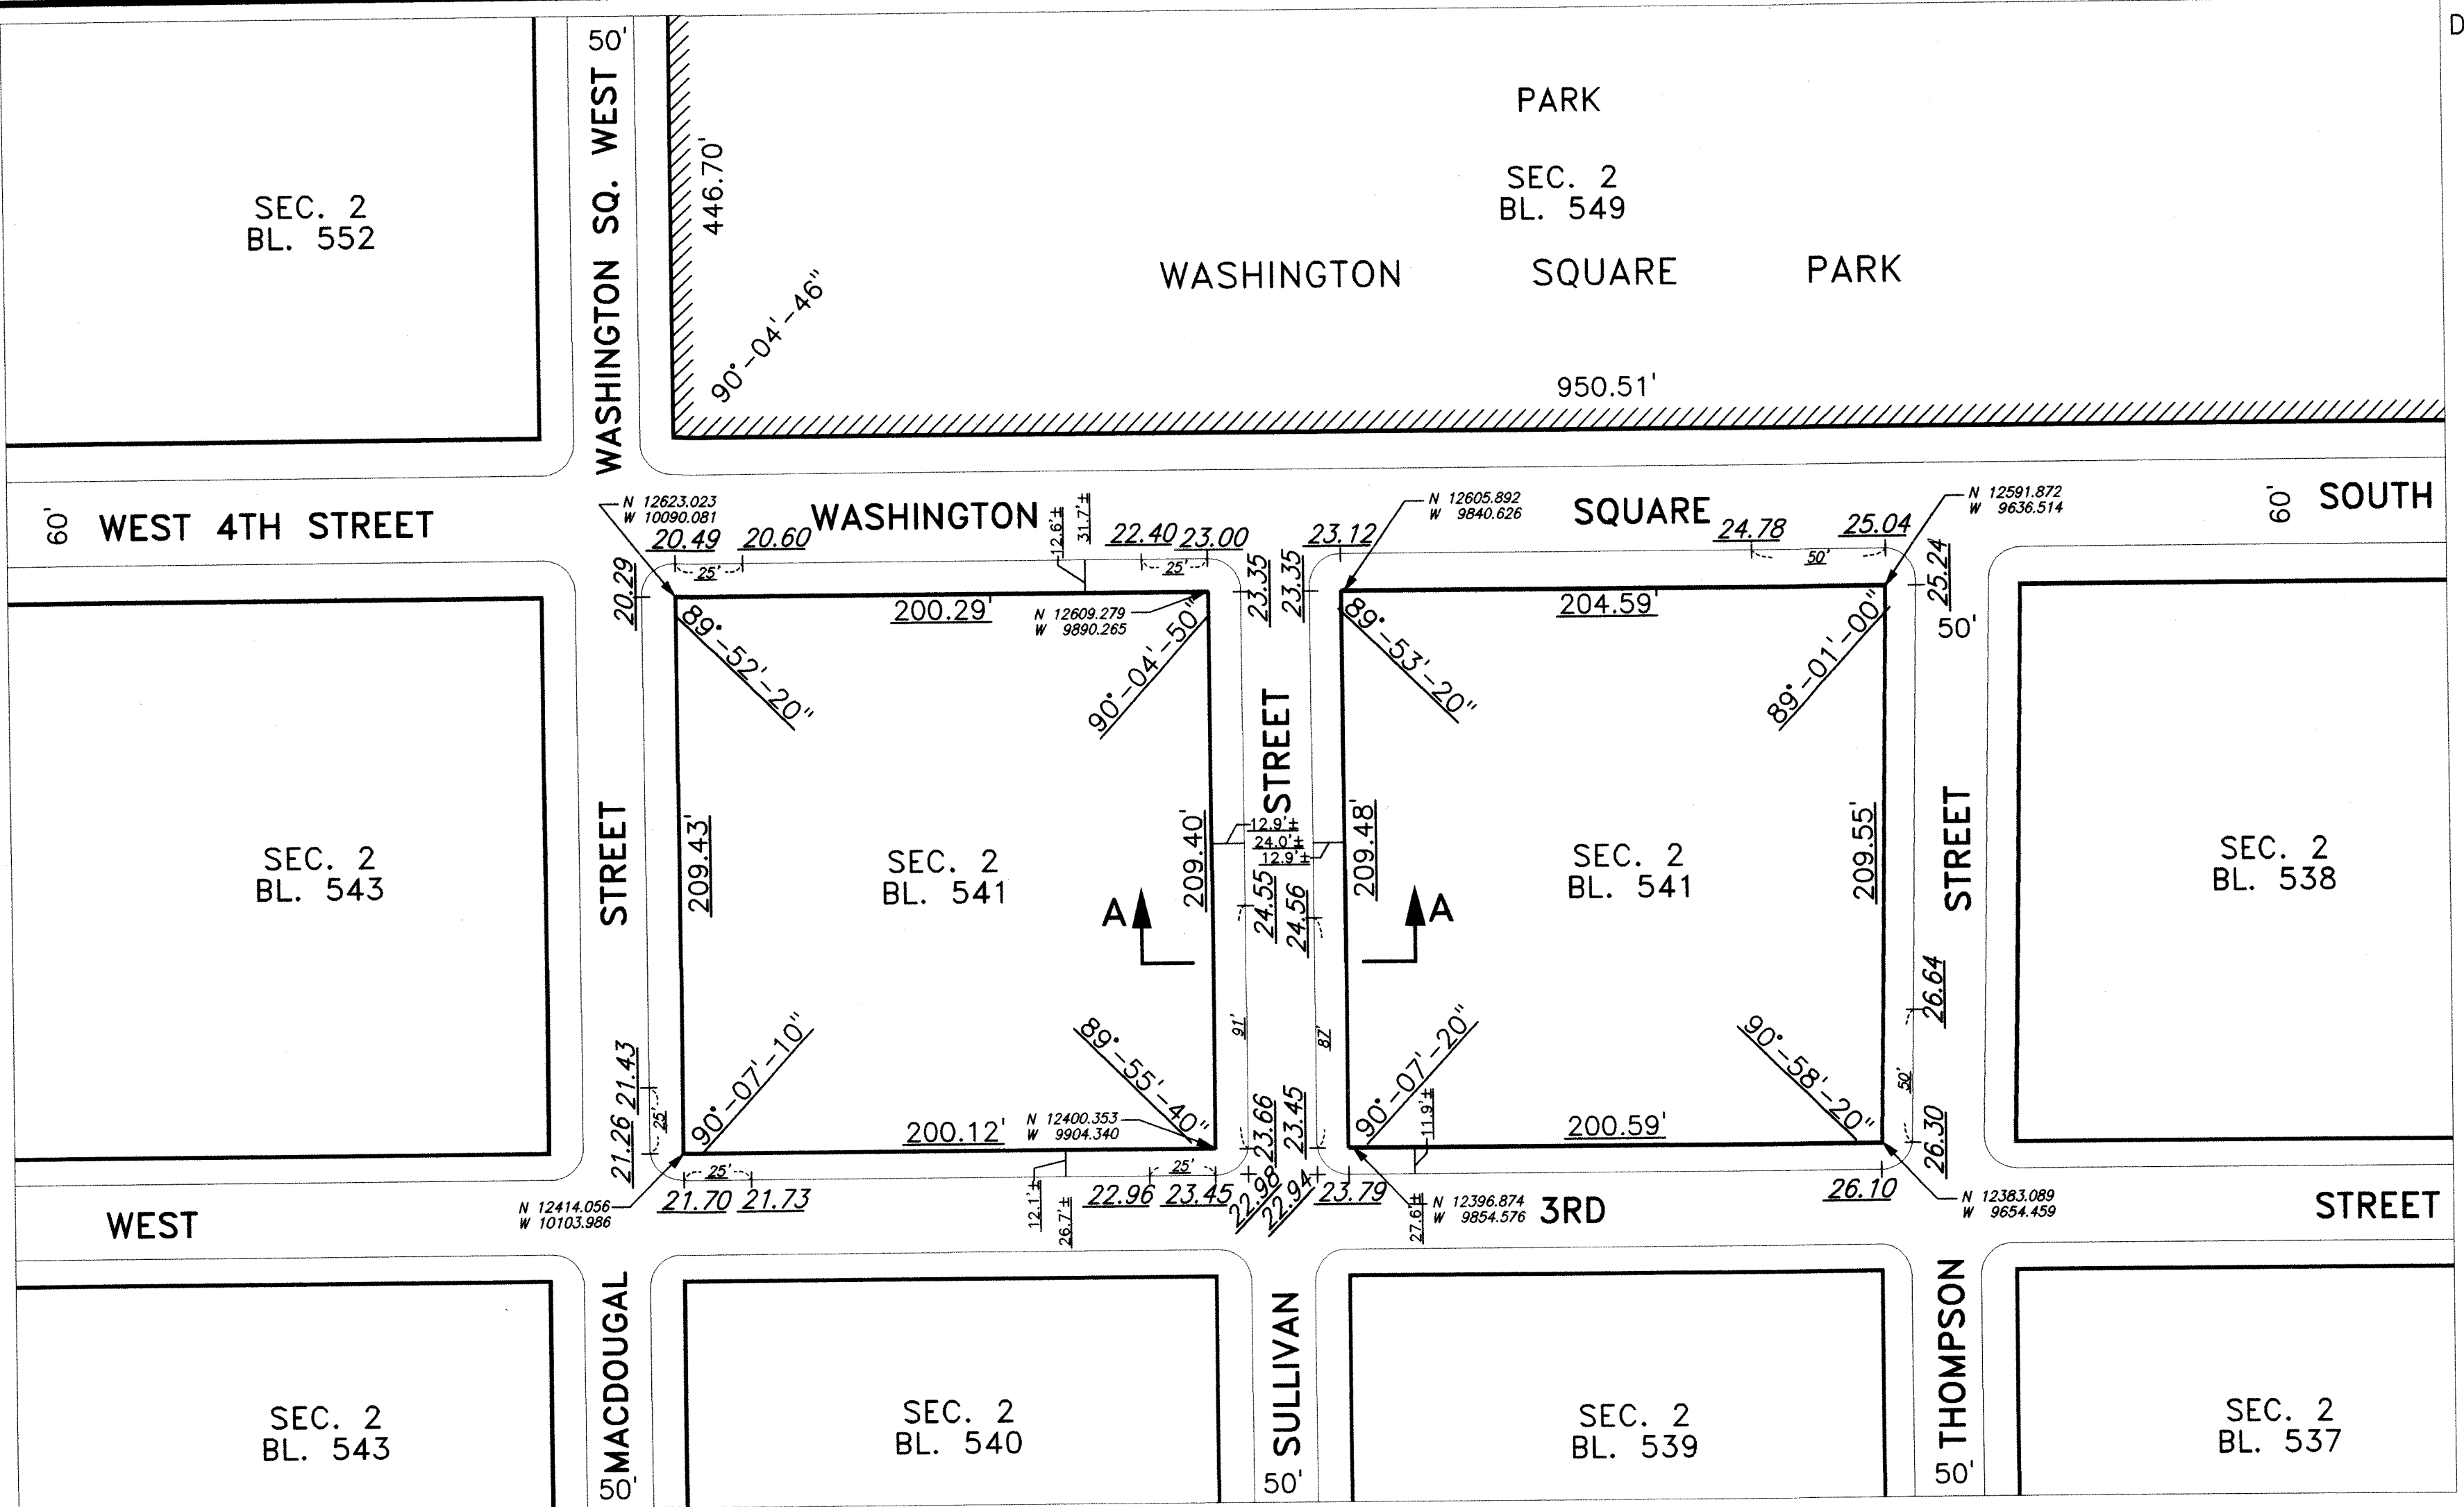 D
50'
WASHINGTON SQ. WEST
446.70'
90°-04'-46"
PARK
SEC. 2
BL. 549
WASHINGTON SQUARE PARK
950.51'
SEC. 2
BL. 552
60'
WEST 4TH STREET
N 12623.023
W 10090.081
20.49
20.60
25'
WASHINGTON
12.6'±
31.7'±
22.40
23.00
25'
23.12
N 12605.892
W 9840.626
SQUARE
24.78
25.04
50'
N 12591.872
W 9636.514
60'
SOUTH
20.29
200.29'
N 12609.279
W 9890.265
23.35
23.35
204.59'
25.24
50'
89°-52'-20"
90°-04'-50"
89°-53'-20"
89°-01'-00"
STREET
SEC. 2
BL. 543
STREET
209.43'
SEC. 2
BL. 541
209.40'
12.9'±
24.0'±
12.9'±
209.48'
SEC. 2
BL. 541
209.55'
STREET
SEC. 2
BL. 538
A
24.55
24.56
A
91'
87'
26.64
50'
21.43
25'
21.26
90°-07'-10"
89°-55'-40"
90°-07'-20"
90°-58'-20"
200.12'
N 12400.353
W 9904.340
23.66
23.45
11.9'±
200.59'
26.30
WEST
N 12414.056
W 10103.986
25'
21.70
21.73
12.1'±
26.7'±
25'
22.96
23.45
22.98
22.94
23.79
27.6'±
N 12396.874
W 9854.576
3RD
26.10
N 12383.089
W 9654.459
STREET
SEC. 2
BL. 543
MACDOUGAL
50'
SEC. 2
BL. 540
SULLIVAN
50'
SEC. 2
BL. 539
THOMPSON
50'
SEC. 2
BL. 537